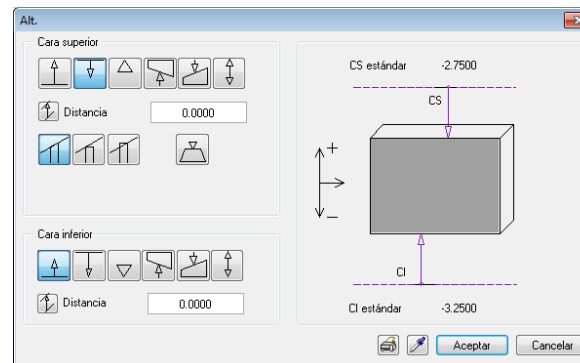 Alt.
Cara superior
Distancia
0.0000
Cara inferior
Distancia
0.0000
CS estándar -2.7500
CS
+
−
CI
CI estándar -3.2500
Aceptar
Cancelar